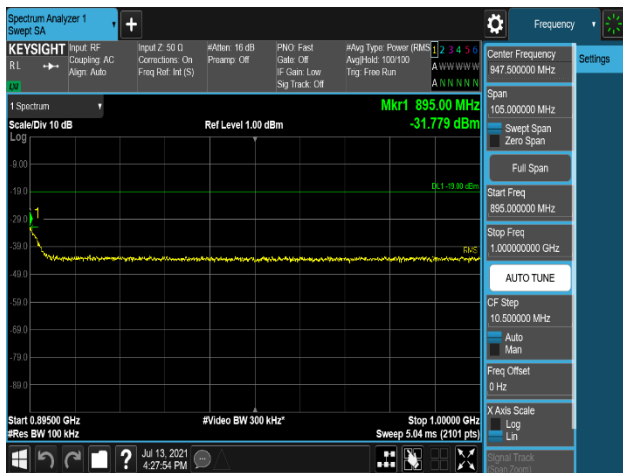 Spectrum Analyzer 1
Swept SA
+
Frequency
KEYSIGHT
RL
Input: RF
Coupling: AC
Align: Auto
Input Z: 50 Ω
Corrections: On
Freq Ref: Int (S)
#Atten: 16 dB
Preamp: Off
PNO: Fast
Gate: Off
IF Gain: Low
Sig Track: Off
#Avg Type: Power (RMS
Avg|Hold: 100/100
Trig: Free Run
1 2 3 4 5 6
A W W W W W
A N N N N N
1 Spectrum
Scale/Div 10 dB
Log
Ref Level 1.00 dBm
Mkr1 895.00 MHz
-31.779 dBm
-9.00
-19.0
-29.0
-39.0
-49.0
-59.0
-69.0
-89.0
DL1 -19.00 dBm
1
RMS
Start 0.89500 GHz
#Res BW 100 kHz
#Video BW 300 kHz*
Stop 1.00000 GHz
Sweep 5.04 ms (2101 pts)
Jul 13, 2021
4:27:54 PM
Center Frequency
947.500000 MHz
Span
105.000000 MHz
Swept Span
Zero Span
Full Span
Start Freq
895.000000 MHz
Stop Freq
1.000000000 GHz
AUTO TUNE
CF Step
10.500000 MHz
Auto
Man
Freq Offset
0 Hz
X Axis Scale
Log
Lin
Signal Track
(Span Zoom)
Settings